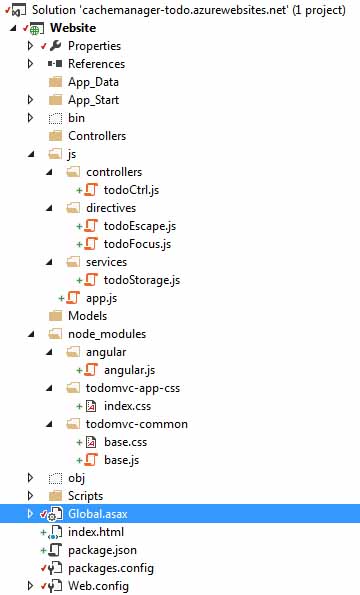 Solution 'cachemanager-todo.azurewebsites.net' (1 project)
Website
Properties
References
App_Data
App_Start
bin
Controllers
js
controllers
todoCtrl.js
directives
todoEscape.js
todoFocus.js
services
todoStorage.js
app.js
Models
node_modules
angular
angular.js
todomvc-app-css
index.css
todomvc-common
base.css
base.js
obj
Scripts
Global.asax
index.html
package.json
packages.config
Web.config